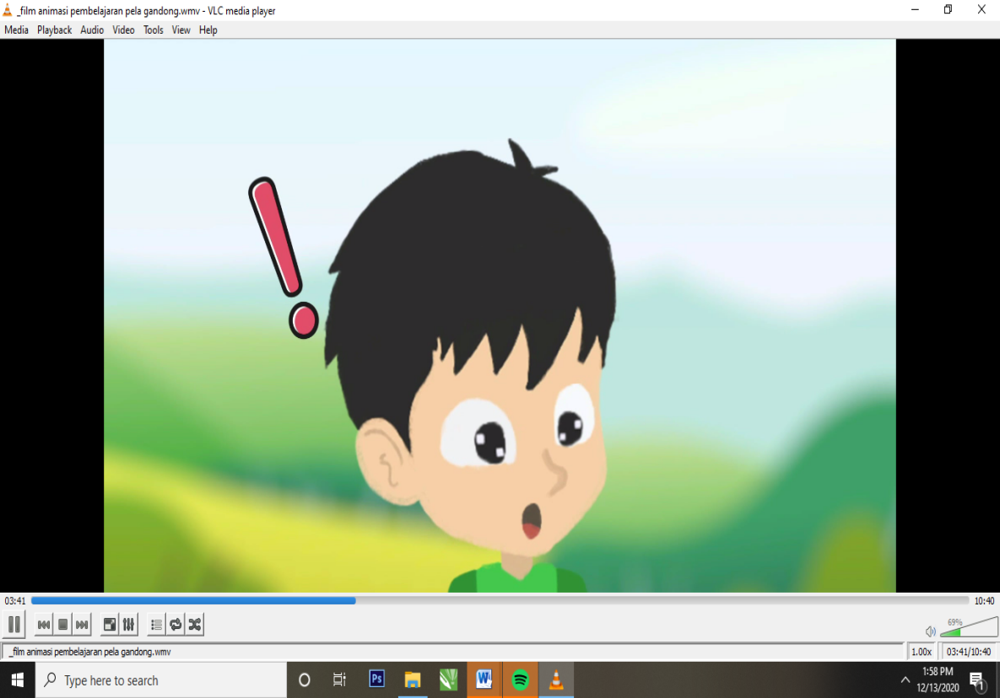 _film animasi pembelajaran pela gandong.wmv - VLC media player
Media Playback Audio Video Tools View Help
03:41
10:40
69%
_film animasi pembelajaran pela gandong.wmv
1.00x
03:41/10:40
Type here to search
Ps
W
1:58 PM
12/13/2020
1